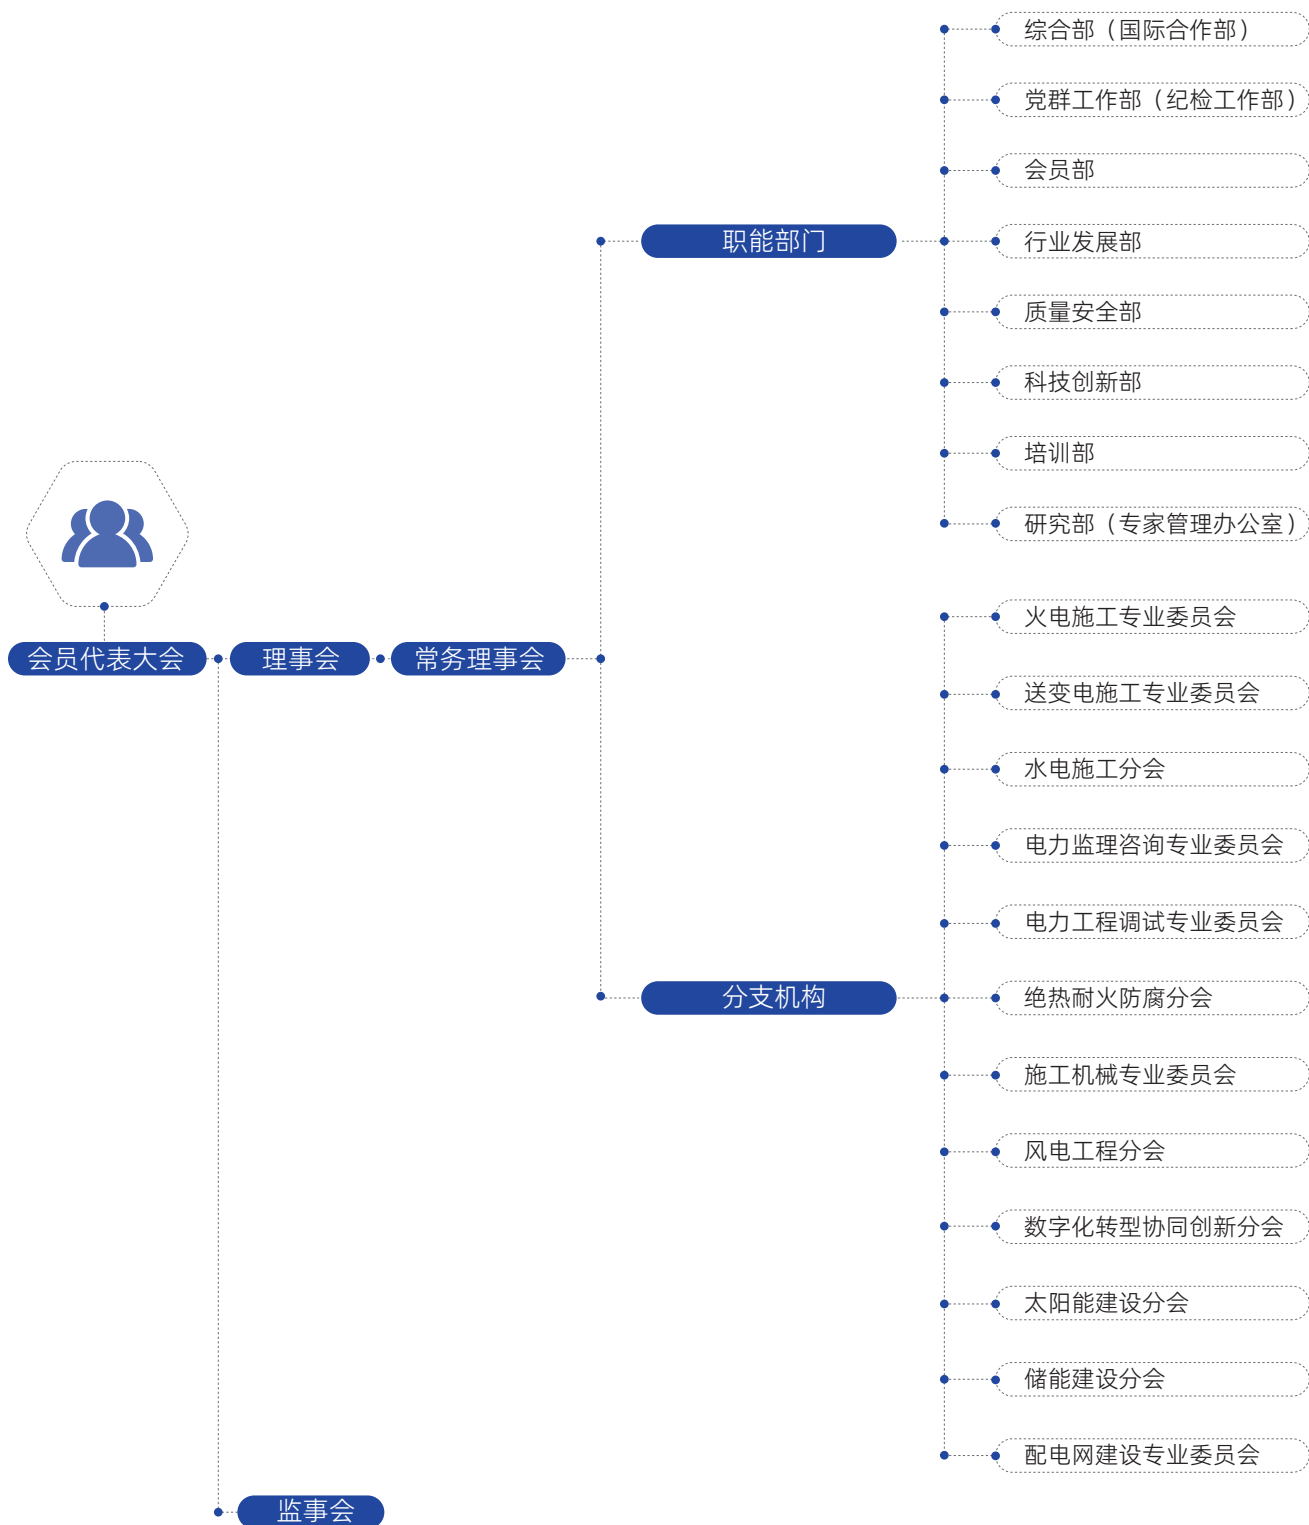 会员代表大会
理事会
常务理事会
职能部门
综合部（国际合作部）
党群工作部（纪检工作部）
会员部
行业发展部
质量安全部
科技创新部
培训部
研究部（专家管理办公室）
分支机构
火电施工专业委员会
送变电施工专业委员会
水电施工分会
电力监理咨询专业委员会
电力工程调试专业委员会
绝热耐火防腐分会
施工机械专业委员会
风电工程分会
数字化转型协同创新分会
太阳能建设分会
储能建设分会
配电网建设专业委员会
监事会